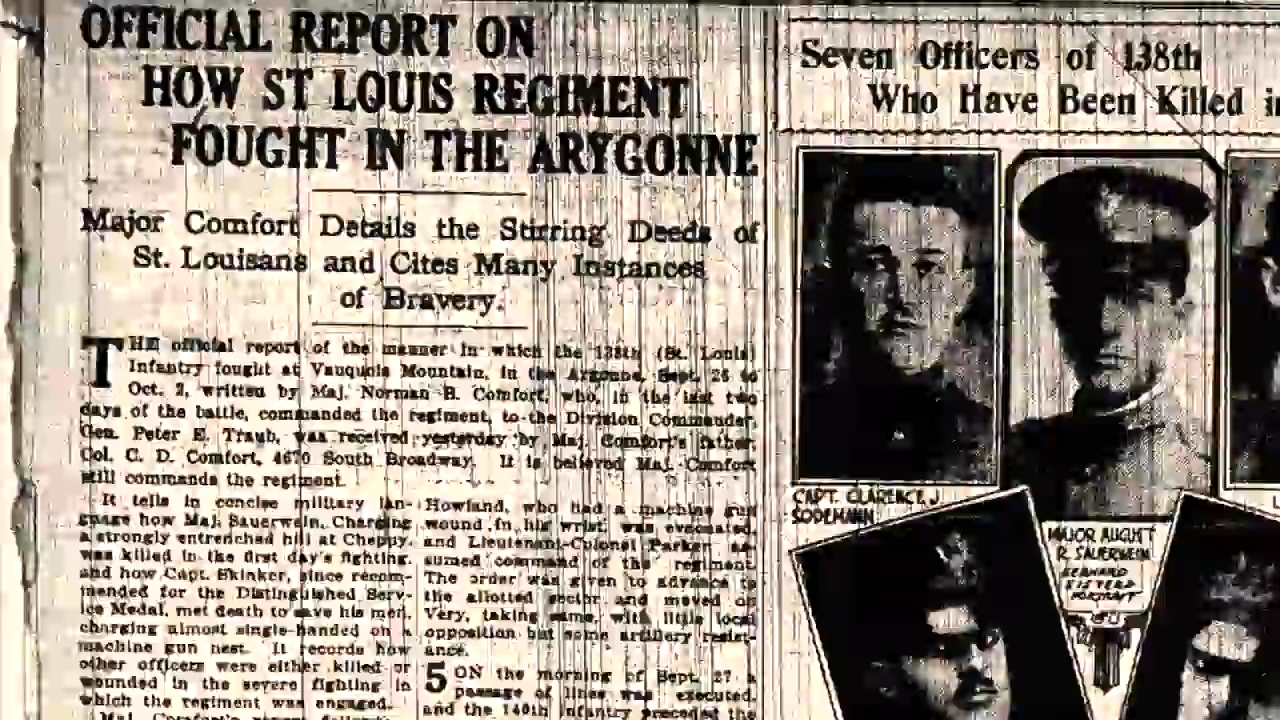 OFFICIAL REPORT ON
HOW ST LOUIS REGIMENT
FOUGHT IN THE ARYGONNE
Major Comfort Details the Stirring Deeds of
St. Louisans and Cites Many Instances
of Bravery.
THE official report of the manner in which the 138th (St. Louis)
Infantry fought at Vauquois Mountain, in the Argonne, Sept. 26 to
Oct. 2, written by Maj. Norman B. Comfort, who, in the last two
days of the battle, commanded the regiment, to the Division Commander,
Gen. Peter E. Traub, was received yesterday by Maj. Comfort's father,
Col. C. D. Comfort, 4670 South Broadway. It is believed Maj. Comfort
still commands the regiment.
It tells in concise military lan-
guage how Maj. Sauerwein, Charging
a strongly entrenched hill at Cheppy,
was killed in the first day's fighting,
and how Capt. Skinker, since recom-
mended for the Distinguished Serv-
ice Medal, met death to save his men,
charging almost single-handed on a
machine gun nest. It records how
other officers were either killed or
wounded in the severe fighting in
which the regiment was engaged.
Maj. Comfort's report
Howland, who had a machine gun
wound in his wrist, was evacuated,
and Lieutenant-Colonel Parker as-
sumed command of the regiment.
The order was given to advance to
the allotted sector and moved on
Very, taking same, with little local
opposition but some artillery resist-
ance.
5 ON the morning of Sept. 27 a
passage of lines was executed,
and the 140th Infantry preceded the
Seven Officers of 138th
Who Have Been Killed
CAPT. CLARENCE J
SODEMANN
MAJOR AUGUST
R. SAUERWEIN
GERHARD
SISTERS
PORTRAIT